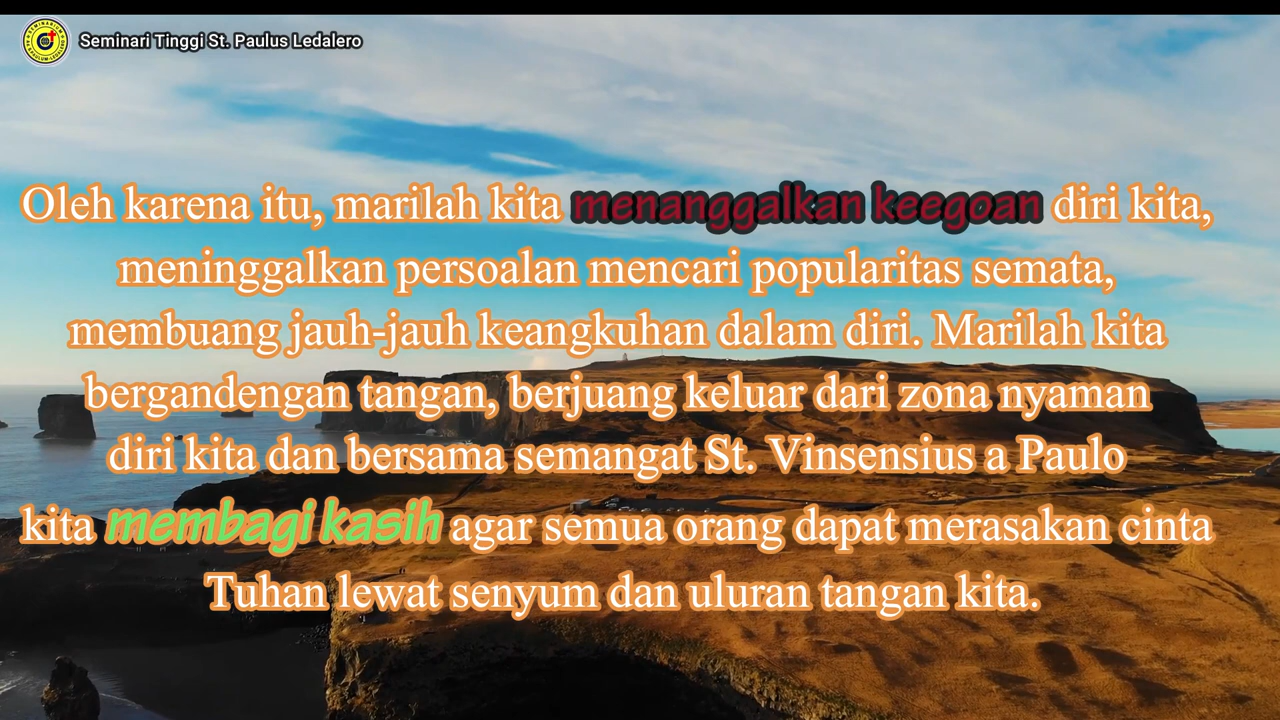 Seminari Tinggi St. Paulus Ledalero
Oleh karena itu, marilah kita menanggalkan keegoan diri kita,
meninggalkan persoalan mencari popularitas semata,
membuang jauh-jauh keangkuhan dalam diri. Marilah kita
bergandengan tangan, berjuang keluar dari zona nyaman
diri kita dan bersama semangat St. Vinsensius a Paulo
kita membagi kasih agar semua orang dapat merasakan cinta
Tuhan lewat senyum dan uluran tangan kita.